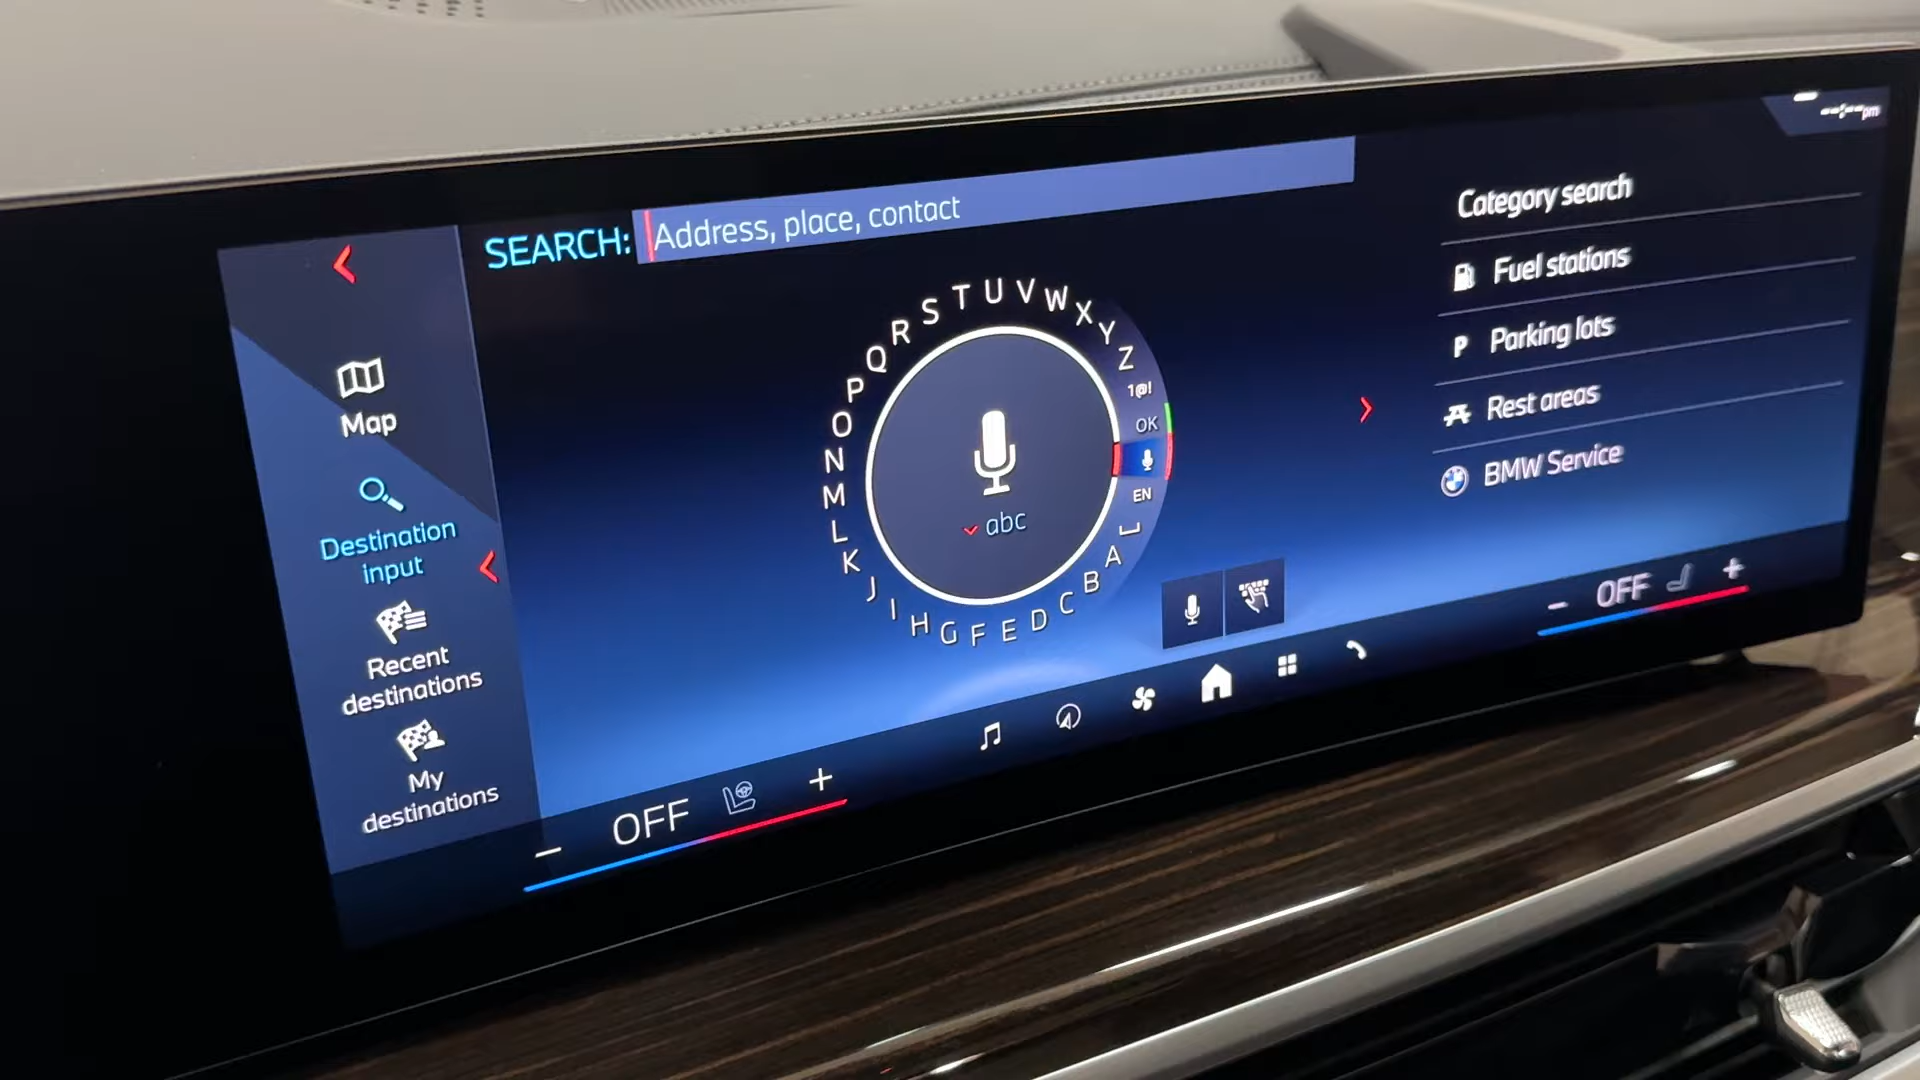 --:--pm
SEARCH: Address, place, contact
Map
Destination
input
Recent
destinations
My
destinations
A B C D E F G H I J K L M N O P Q R S T U V W X Y Z
1@!
OK
EN
abc
Category search
Fuel stations
P Parking lots
Rest areas
BMW Service
− OFF +
− OFF +